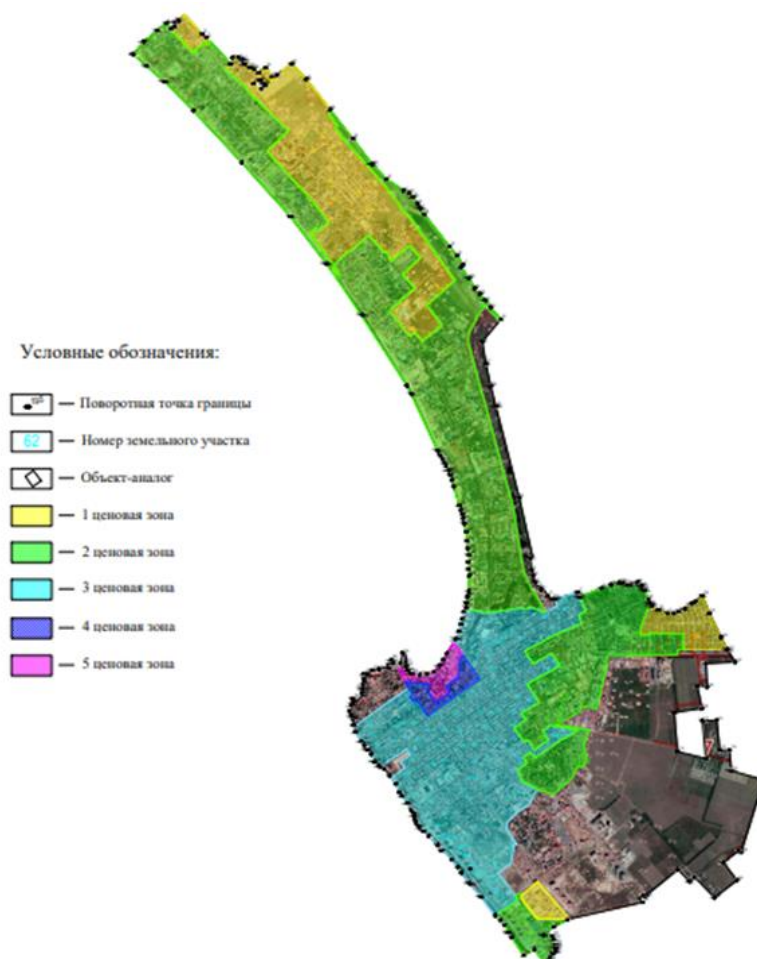 Условные обозначения:
— Поворотная точка границы
62 — Номер земельного участка
— Объект-аналог
— 1 ценовая зона
— 2 ценовая зона
— 3 ценовая зона
— 4 ценовая зона
— 5 ценовая зона
7